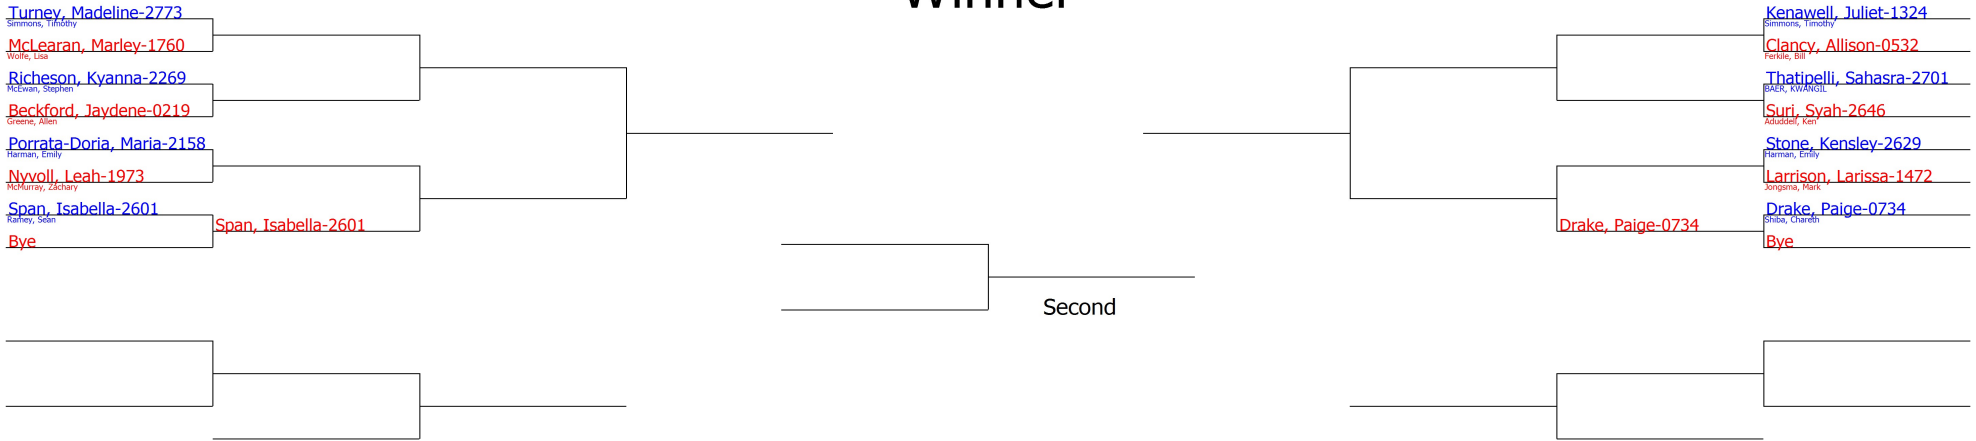 Winner
Turney, Madeline-2773
Simmons, Timothy
McLearan, Marley-1760
Wolfe, Lisa
Richeson, Kyanna-2269
McEwan, Stephen
Beckford, Jaydene-0219
Greene, Allen
Porrata-Doria, Maria-2158
Harman, Emily
Nyvoll, Leah-1973
McMurray, Zachary
Span, Isabella-2601
Ramey, Sean
Bye
Span, Isabella-2601
Second
Drake, Paige-0734
Kenawell, Juliet-1324
Simmons, Timothy
Clancy, Allison-0532
Ferkile, Bill
Thatipelli, Sahasra-2701
BAER, KWANGIL
Suri, Syah-2646
Aduddell, Ken
Stone, Kensley-2629
Harman, Emily
Larrison, Larissa-1472
Jongsma, Mark
Drake, Paige-0734
Shiba, Chareth
Bye